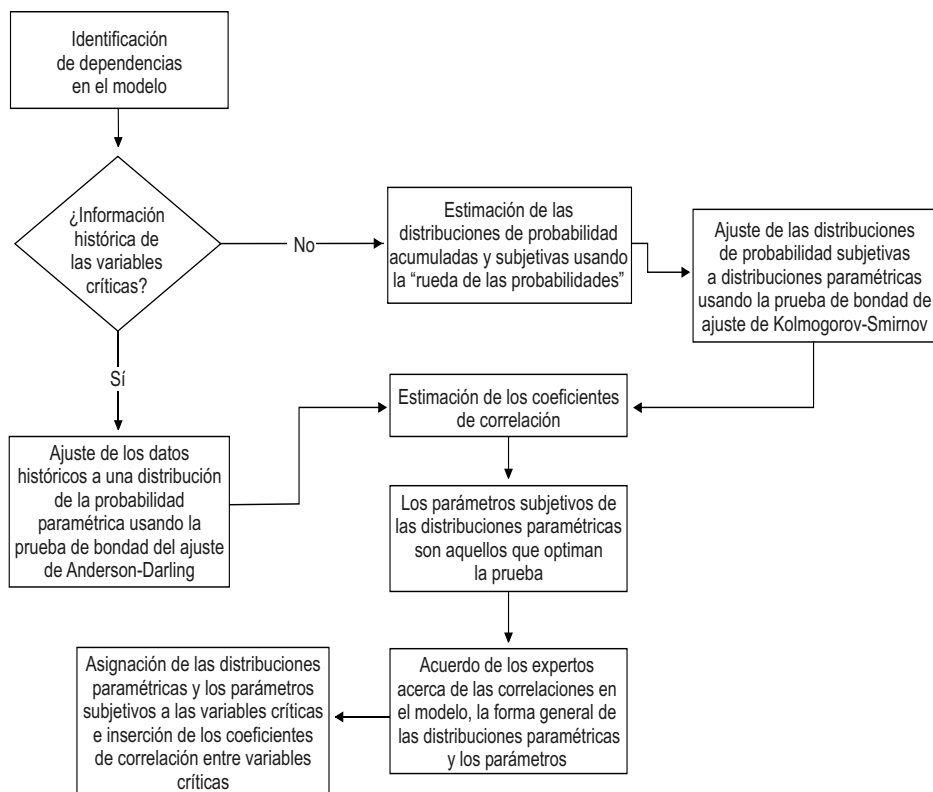 Identificación
de dependencias
en el modelo
¿Información
histórica de
las variables
críticas?
No
Estimación de las
distribuciones de probabilidad
acumuladas y subjetivas usando
la “rueda de las probabilidades”
Ajuste de las distribuciones
de probabilidad subjetivas
a distribuciones paramétricas
usando la prueba de bondad de
ajuste de Kolmogorov-Smirnov
Sí
Ajuste de los datos
históricos a una distribución
de la probabilidad
paramétrica usando la
prueba de bondad del ajuste
de Anderson-Darling
Estimación de los coeficientes
de correlación
Los parámetros subjetivos de
las distribuciones paramétricas
son aquellos que optiman
la prueba
Acuerdo de los expertos
acerca de las correlaciones en
el modelo, la forma general de
las distribuciones paramétricas
y los parámetros
Asignación de las distribuciones
paramétricas y los parámetros
subjetivos a las variables críticas
e inserción de los coeficientes
de correlación entre variables
críticas